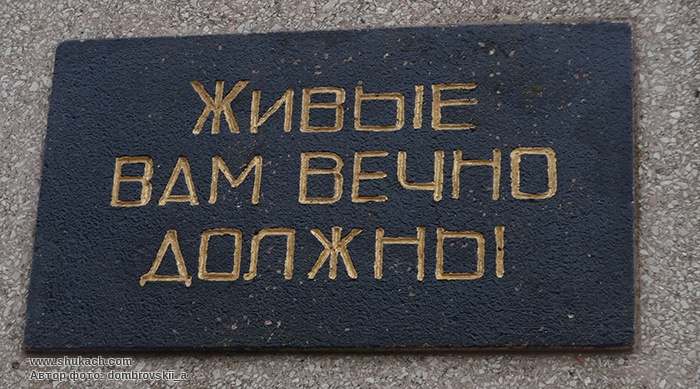 ЖИВЫЕ
ВАМ ВЕЧНО
ДОЛЖНЫ
www.shukach.com
Автор фото: dombrovskii_a